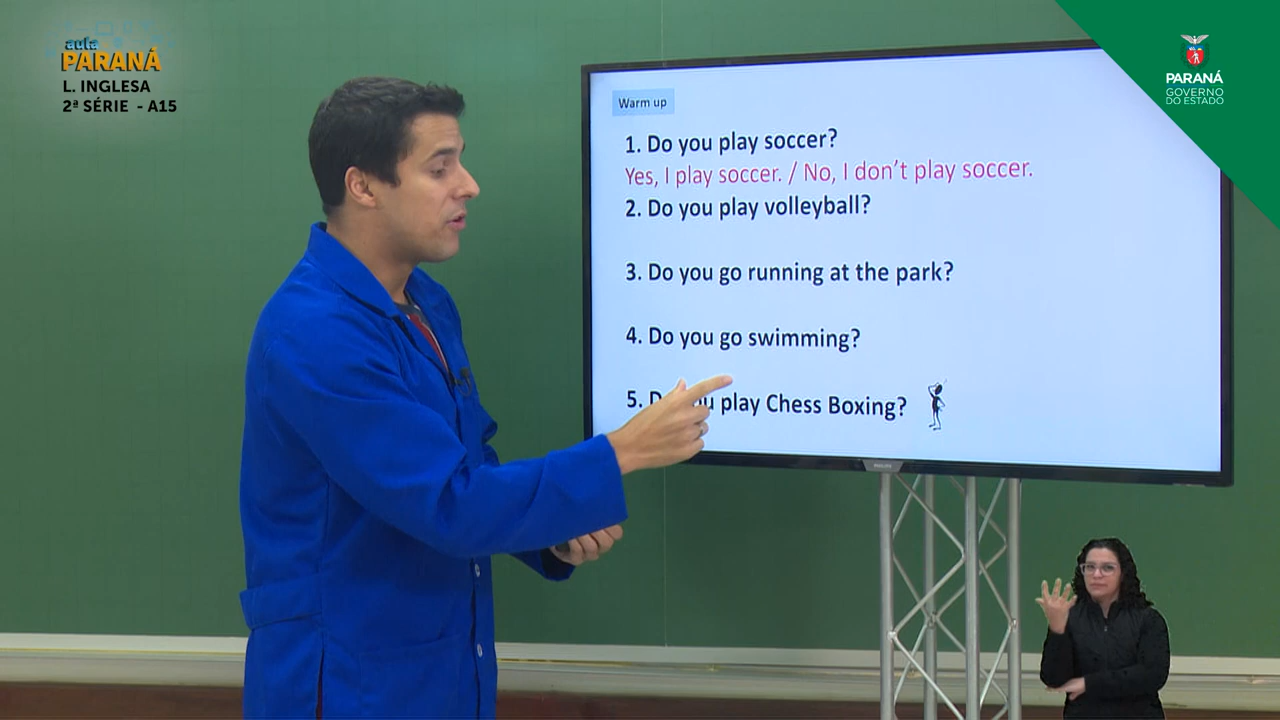 aula
PARANÁ
L. INGLESA
2ª SÉRIE - A15
PARANÁ
GOVERNO
DO ESTADO
Warm up
1. Do you play soccer?
Yes, I play soccer. / No, I don't play soccer.
2. Do you play volleyball?
3. Do you go running at the park?
4. Do you go swimming?
5. D u play Chess Boxing?
PHILIPS